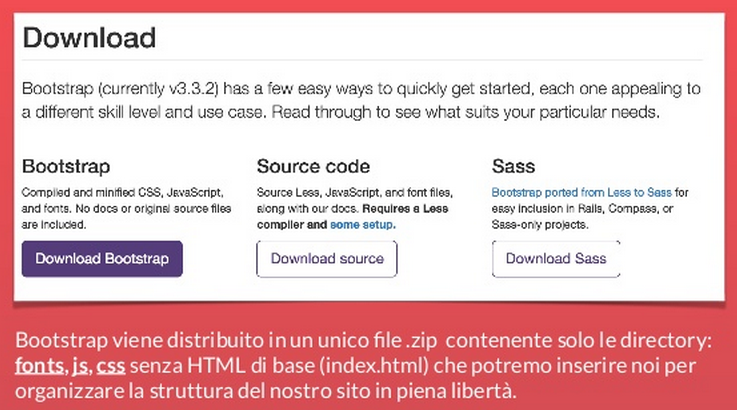 Download
Bootstrap (currently v3.3.2) has a few easy ways to quickly get started, each one appealing to
a different skill level and use case. Read through to see what suits your particular needs.
Bootstrap
Compiled and minified CSS, JavaScript,
and fonts. No docs or original source files
are included.
Download Bootstrap
Source code
Source Less, JavaScript, and font files,
along with our docs. Requires a Less
compiler and some setup.
Download source
Sass
Bootstrap ported from Less to Sass for
easy inclusion in Rails, Compass, or
Sass-only projects.
Download Sass
Bootstrap viene distribuito in un unico file .zip contenente solo le directory:
fonts, js, css senza HTML di base (index.html) che potremo inserire noi per
organizzare la struttura del nostro sito in piena libertà.